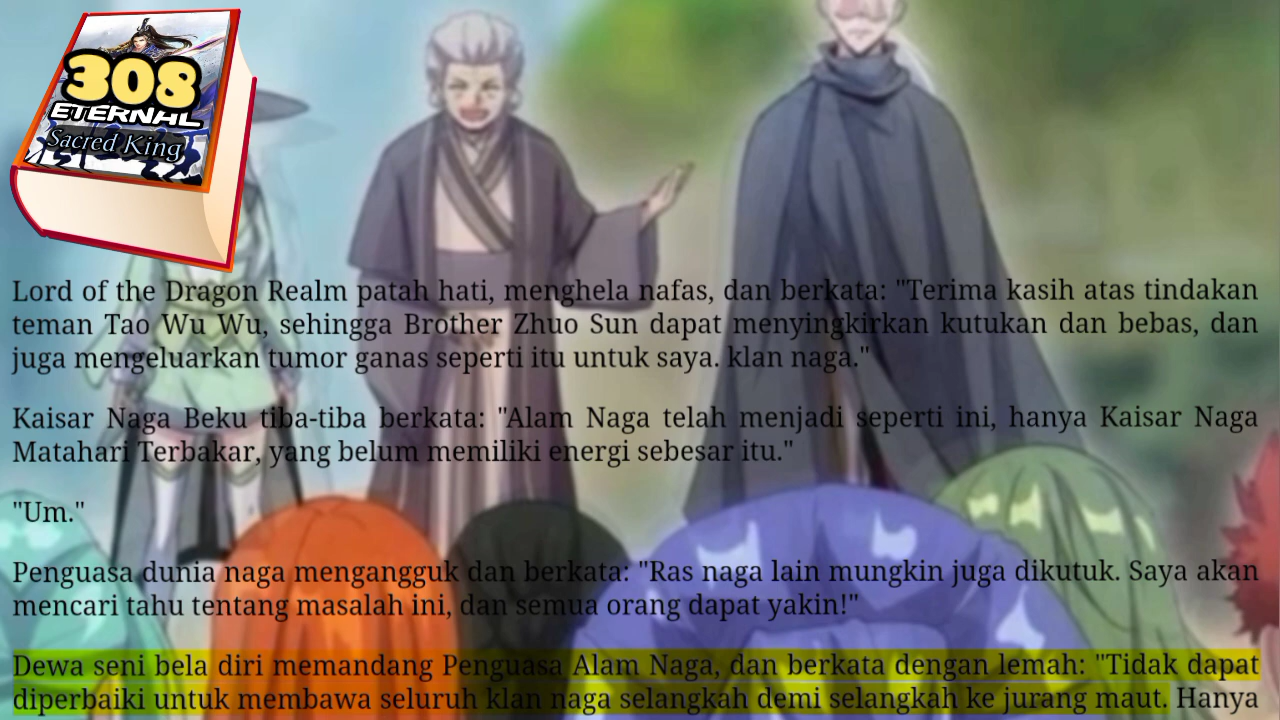 308
ETERNAL
Sacred King
Lord of the Dragon Realm patah hati, menghela nafas, dan berkata: "Terima kasih atas tindakan
teman Tao Wu Wu, sehingga Brother Zhuo Sun dapat menyingkirkan kutukan dan bebas, dan
juga mengeluarkan tumor ganas seperti itu untuk saya. klan naga."
Kaisar Naga Beku tiba-tiba berkata: "Alam Naga telah menjadi seperti ini, hanya Kaisar Naga
Matahari Terbakar, yang belum memiliki energi sebesar itu."
"Um."
Penguasa dunia naga mengangguk dan berkata: "Ras naga lain mungkin juga dikutuk. Saya akan
mencari tahu tentang masalah ini, dan semua orang dapat yakin!"
Dewa seni bela diri memandang Penguasa Alam Naga, dan berkata dengan lemah: "Tidak dapat
diperbaiki untuk membawa seluruh klan naga selangkah demi selangkah ke jurang maut. Hanya